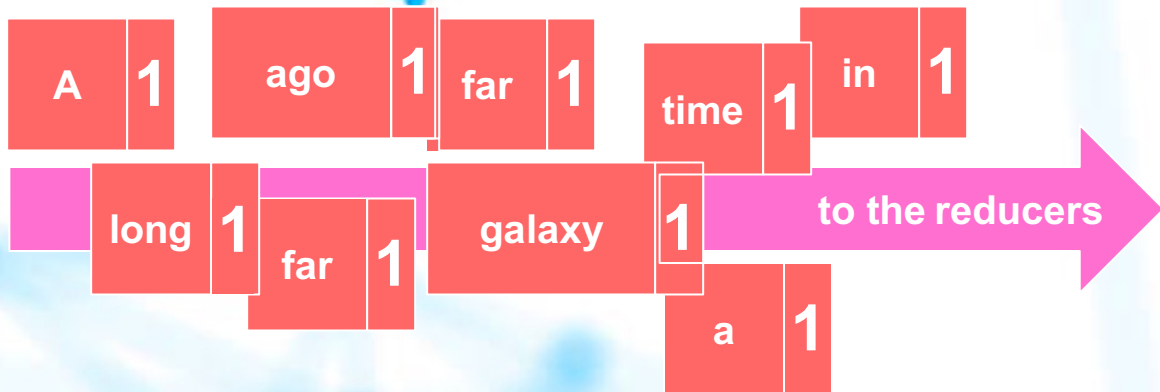 A 1
ago 1
far 1
time 1
in 1
long 1
far 1
galaxy 1
to the reducers
a 1